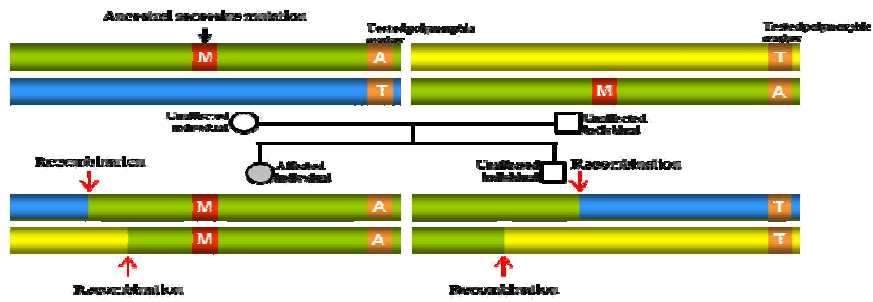 Ancestral recessive mutation
Tested polymorphic
marker
Tested polymorphic
marker
M A T
T M A
Unaffected
individual
Unaffected
individual
Recombination
Affected
individual
Unaffected
individual
Recombination
M A T
M A T
Recombination
Recombination